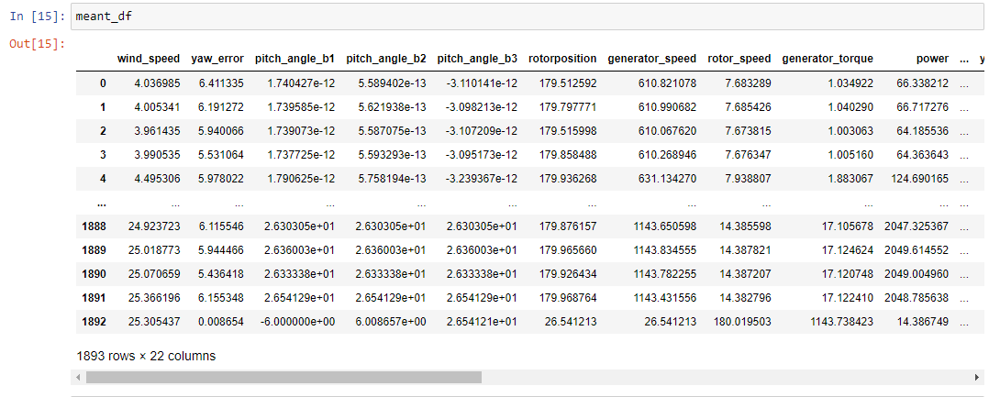 In [15]: meant_df
Out[15]:
wind_speed yaw_error pitch_angle_b1 pitch_angle_b2 pitch_angle_b3 rotorposition generator_speed rotor_speed generator_torque power ... y
0 4.036985 6.411335 1.740427e-12 5.589402e-13 -3.110141e-12 179.512592 610.821078 7.683289 1.034922 66.338212 ...
1 4.005341 6.191272 1.739585e-12 5.621938e-13 -3.098213e-12 179.797771 610.990682 7.685426 1.040290 66.717276 ...
2 3.961435 5.940066 1.739073e-12 5.587075e-13 -3.107209e-12 179.515998 610.067620 7.673815 1.003063 64.185536 ...
3 3.990535 5.531064 1.737725e-12 5.593293e-13 -3.095173e-12 179.858488 610.268946 7.676347 1.005160 64.363643 ...
4 4.495306 5.978022 1.790625e-12 5.758194e-13 -3.239367e-12 179.936268 631.134270 7.938807 1.883067 124.690165 ...
... ... ... ... ... ... ... ... ... ... ... ...
1888 24.923723 6.115546 2.630305e+01 2.630305e+01 2.630305e+01 179.876157 1143.650598 14.385598 17.105678 2047.325367 ...
1889 25.018773 5.944466 2.636003e+01 2.636003e+01 2.636003e+01 179.965660 1143.834555 14.387821 17.124624 2049.614552 ...
1890 25.070659 5.436418 2.633338e+01 2.633338e+01 2.633338e+01 179.926434 1143.782255 14.387207 17.120748 2049.004960 ...
1891 25.366196 6.155348 2.654129e+01 2.654129e+01 2.654129e+01 179.968764 1143.431556 14.382796 17.122410 2048.785638 ...
1892 25.305437 0.008654 -6.000000e+00 6.008657e+00 2.654121e+01 26.541213 26.541213 180.019503 1143.738423 14.386749 ...
1893 rows × 22 columns